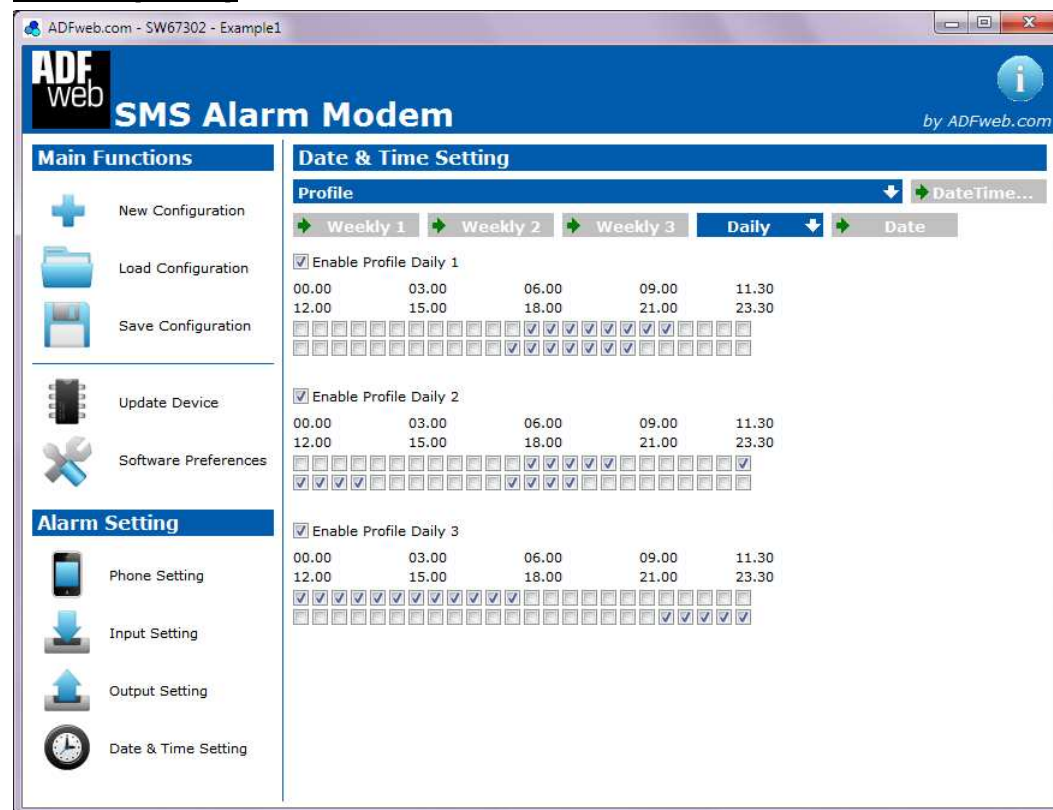 ADFweb.com - SW67302 - Example1
ADF
web
SMS Alarm Modem
i
by ADFweb.com
Main Functions
New Configuration
Load Configuration
Save Configuration
Update Device
Software Preferences
Alarm Setting
Phone Setting
Input Setting
Output Setting
Date & Time Setting
Date & Time Setting
Profile
DateTime...
Weekly 1 Weekly 2 Weekly 3 Daily Date
Enable Profile Daily 1
00.00 03.00 06.00 09.00 11.30
12.00 15.00 18.00 21.00 23.30
Enable Profile Daily 2
00.00 03.00 06.00 09.00 11.30
12.00 15.00 18.00 21.00 23.30
Enable Profile Daily 3
00.00 03.00 06.00 09.00 11.30
12.00 15.00 18.00 21.00 23.30